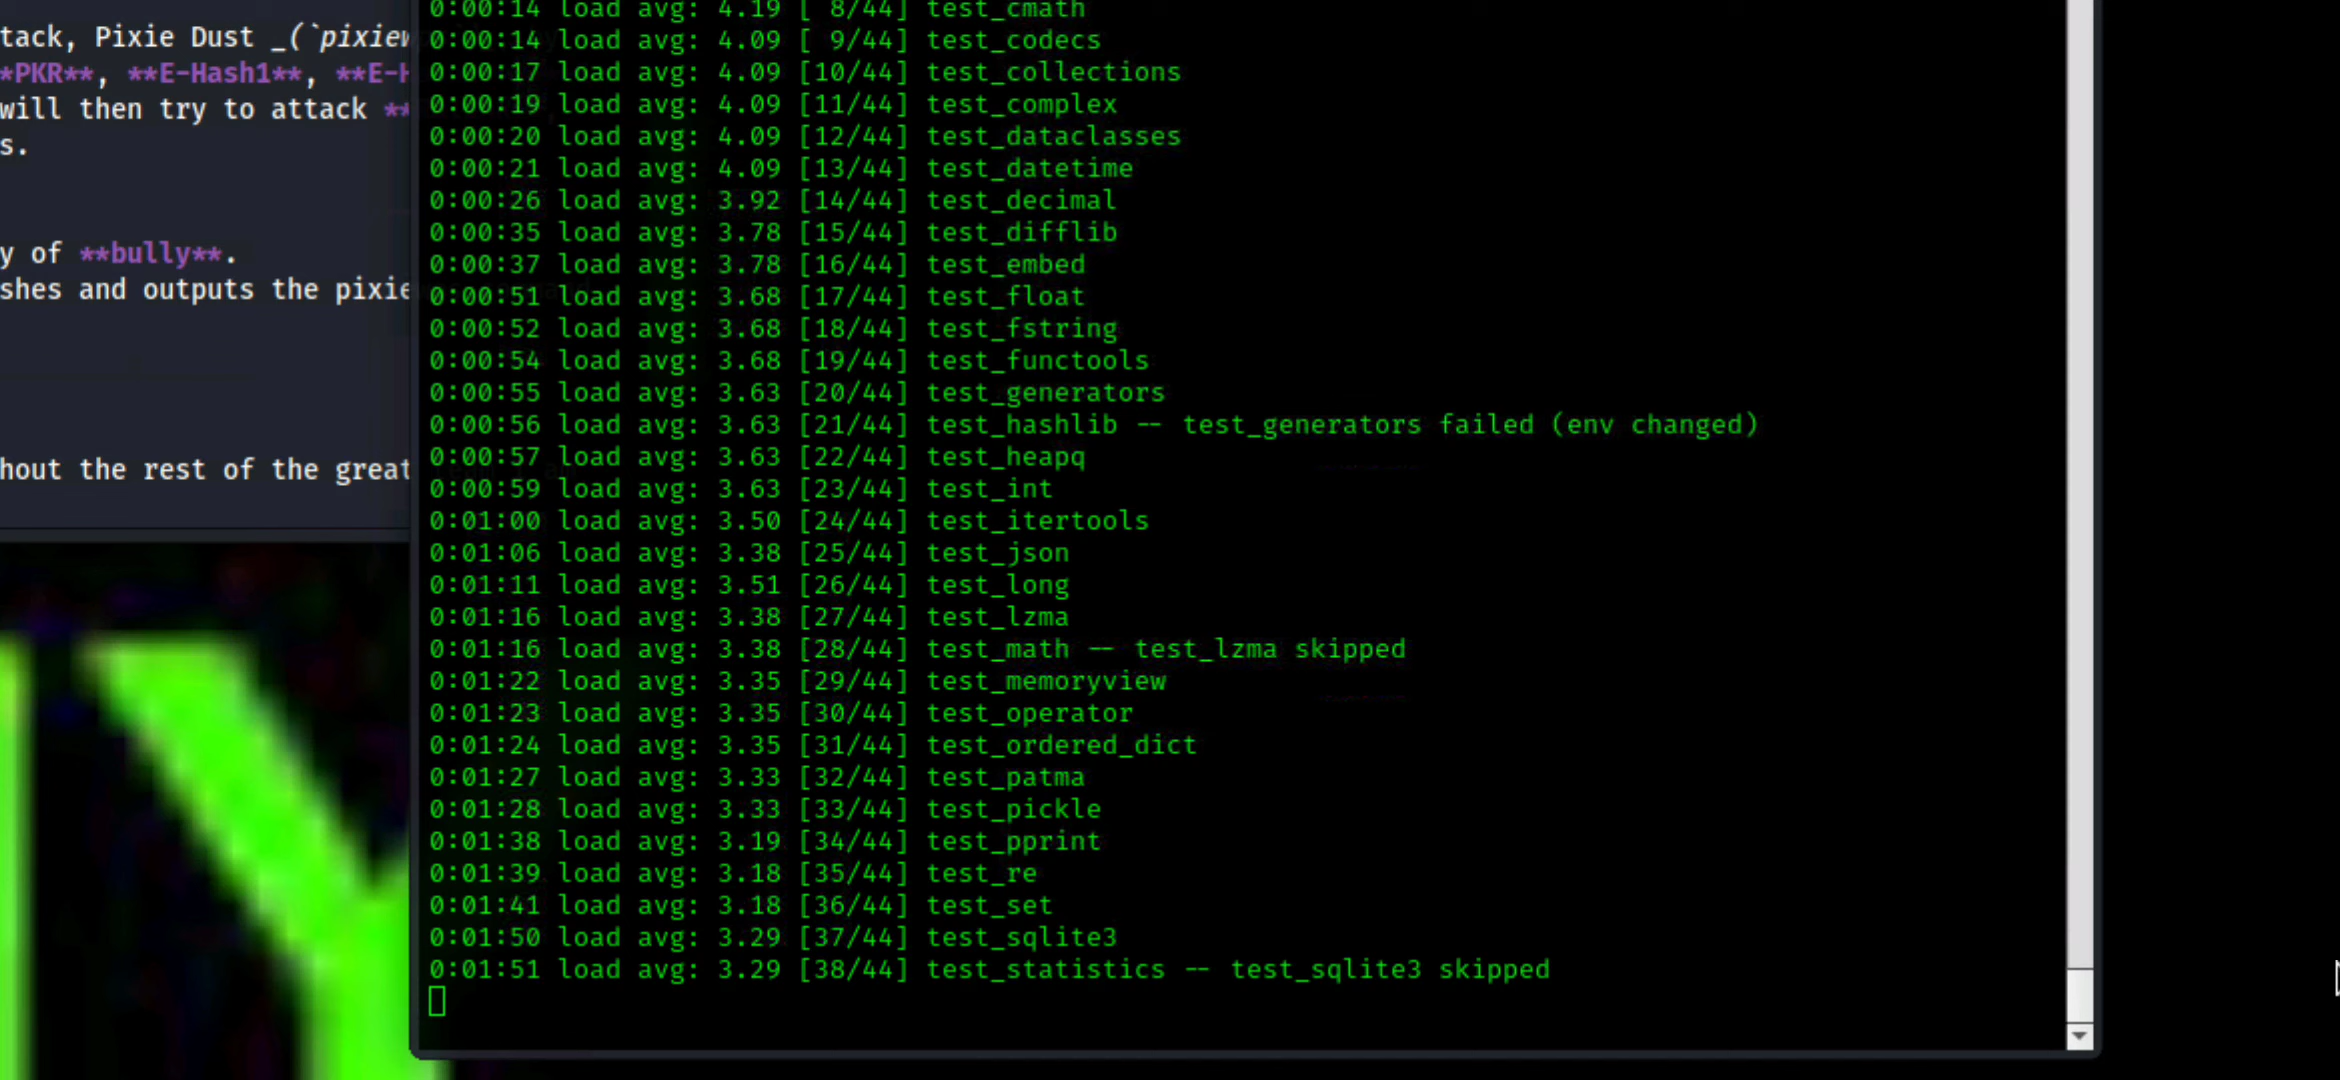 tack, Pixie Dust _(`pixiew
*PKR**, **E-Hash1**, **E-H
will then try to attack **
s.
y of **bully**.
shes and outputs the pixie
hout the rest of the great
0:00:14 load avg: 4.19 [ 8/44] test_cmath
0:00:14 load avg: 4.09 [ 9/44] test_codecs
0:00:17 load avg: 4.09 [10/44] test_collections
0:00:19 load avg: 4.09 [11/44] test_complex
0:00:20 load avg: 4.09 [12/44] test_dataclasses
0:00:21 load avg: 4.09 [13/44] test_datetime
0:00:26 load avg: 3.92 [14/44] test_decimal
0:00:35 load avg: 3.78 [15/44] test_difflib
0:00:37 load avg: 3.78 [16/44] test_embed
0:00:51 load avg: 3.68 [17/44] test_float
0:00:52 load avg: 3.68 [18/44] test_fstring
0:00:54 load avg: 3.68 [19/44] test_functools
0:00:55 load avg: 3.63 [20/44] test_generators
0:00:56 load avg: 3.63 [21/44] test_hashlib -- test_generators failed (env changed)
0:00:57 load avg: 3.63 [22/44] test_heapq
0:00:59 load avg: 3.63 [23/44] test_int
0:01:00 load avg: 3.50 [24/44] test_itertools
0:01:06 load avg: 3.38 [25/44] test_json
0:01:11 load avg: 3.51 [26/44] test_long
0:01:16 load avg: 3.38 [27/44] test_lzma
0:01:16 load avg: 3.38 [28/44] test_math -- test_lzma skipped
0:01:22 load avg: 3.35 [29/44] test_memoryview
0:01:23 load avg: 3.35 [30/44] test_operator
0:01:24 load avg: 3.35 [31/44] test_ordered_dict
0:01:27 load avg: 3.33 [32/44] test_patma
0:01:28 load avg: 3.33 [33/44] test_pickle
0:01:38 load avg: 3.19 [34/44] test_pprint
0:01:39 load avg: 3.18 [35/44] test_re
0:01:41 load avg: 3.18 [36/44] test_set
0:01:50 load avg: 3.29 [37/44] test_sqlite3
0:01:51 load avg: 3.29 [38/44] test_statistics -- test_sqlite3 skipped